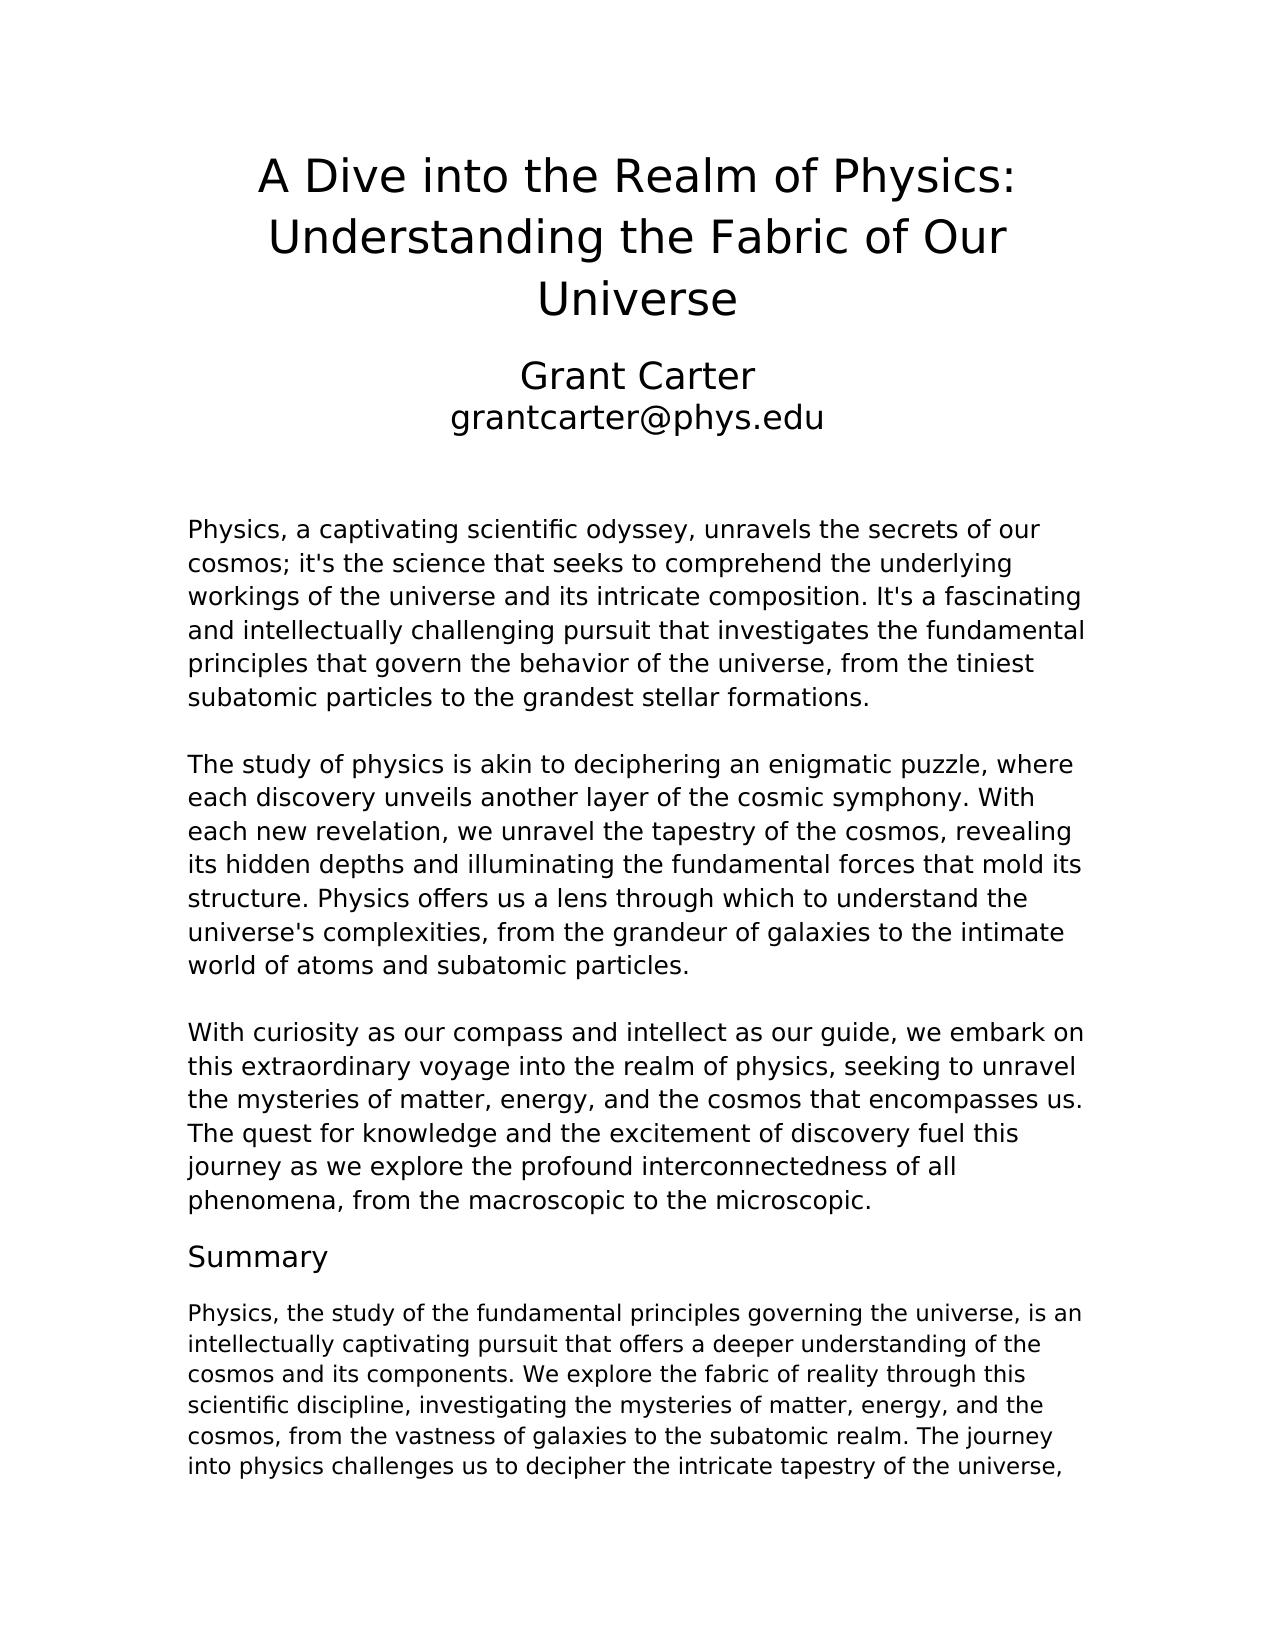 A Dive into the Realm of Physics:
Understanding the Fabric of Our
Universe
Grant Carter
grantcarter@phys.edu
Physics, a captivating scientific odyssey, unravels the secrets of our
cosmos; it's the science that seeks to comprehend the underlying
workings of the universe and its intricate composition. It's a fascinating
and intellectually challenging pursuit that investigates the fundamental
principles that govern the behavior of the universe, from the tiniest
subatomic particles to the grandest stellar formations.
The study of physics is akin to deciphering an enigmatic puzzle, where
each discovery unveils another layer of the cosmic symphony. With
each new revelation, we unravel the tapestry of the cosmos, revealing
its hidden depths and illuminating the fundamental forces that mold its
structure. Physics offers us a lens through which to understand the
universe's complexities, from the grandeur of galaxies to the intimate
world of atoms and subatomic particles.
With curiosity as our compass and intellect as our guide, we embark on
this extraordinary voyage into the realm of physics, seeking to unravel
the mysteries of matter, energy, and the cosmos that encompasses us.
The quest for knowledge and the excitement of discovery fuel this
journey as we explore the profound interconnectedness of all
phenomena, from the macroscopic to the microscopic.
Summary
Physics, the study of the fundamental principles governing the universe, is an
intellectually captivating pursuit that offers a deeper understanding of the
cosmos and its components. We explore the fabric of reality through this
scientific discipline, investigating the mysteries of matter, energy, and the
cosmos, from the vastness of galaxies to the subatomic realm. The journey
into physics challenges us to decipher the intricate tapestry of the universe,